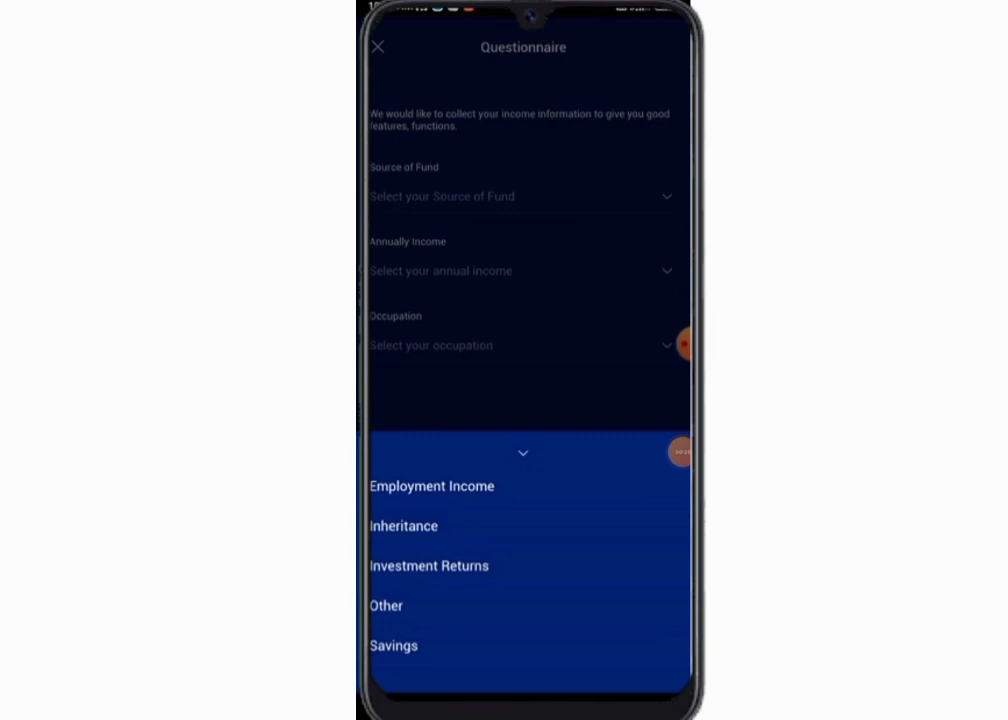 Questionnaire
We would like to collect your income information to give you good
features, functions.
Source of Fund
Select your Source of Fund
Annually Income
Select your annual income
Occupation
Select your occupation
Employment Income
Inheritance
Investment Returns
Other
Savings